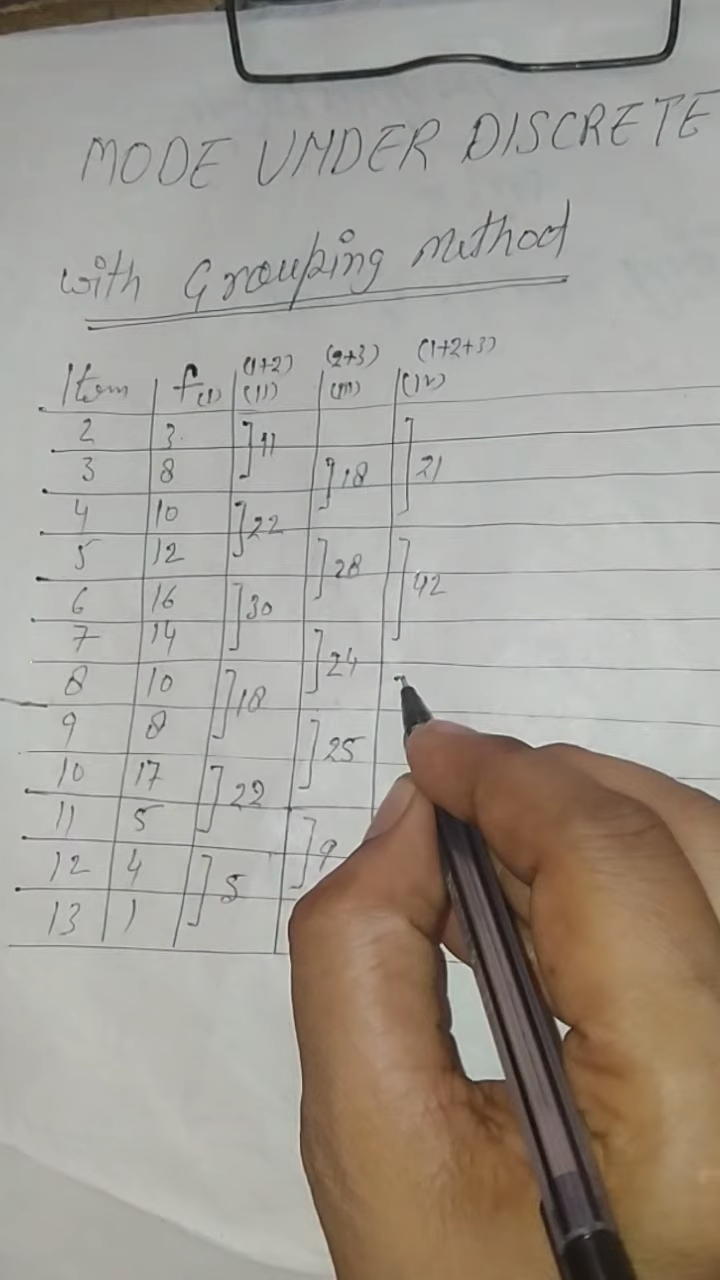 MODE UNDER DISCRETE
with Grouping method
(1+2) (2+3) (1+2+3)
Item f(I) (II) (III) (IV)
2 3 ]11
3 8 ]18 ]21
4 10 ]22
5 12 ]28
6 16 ]30 ]42
7 14 ]24
8 10 ]18
9 8 ]25
10 17 ]22
11 5 ]9
12 4 ]5
13 1